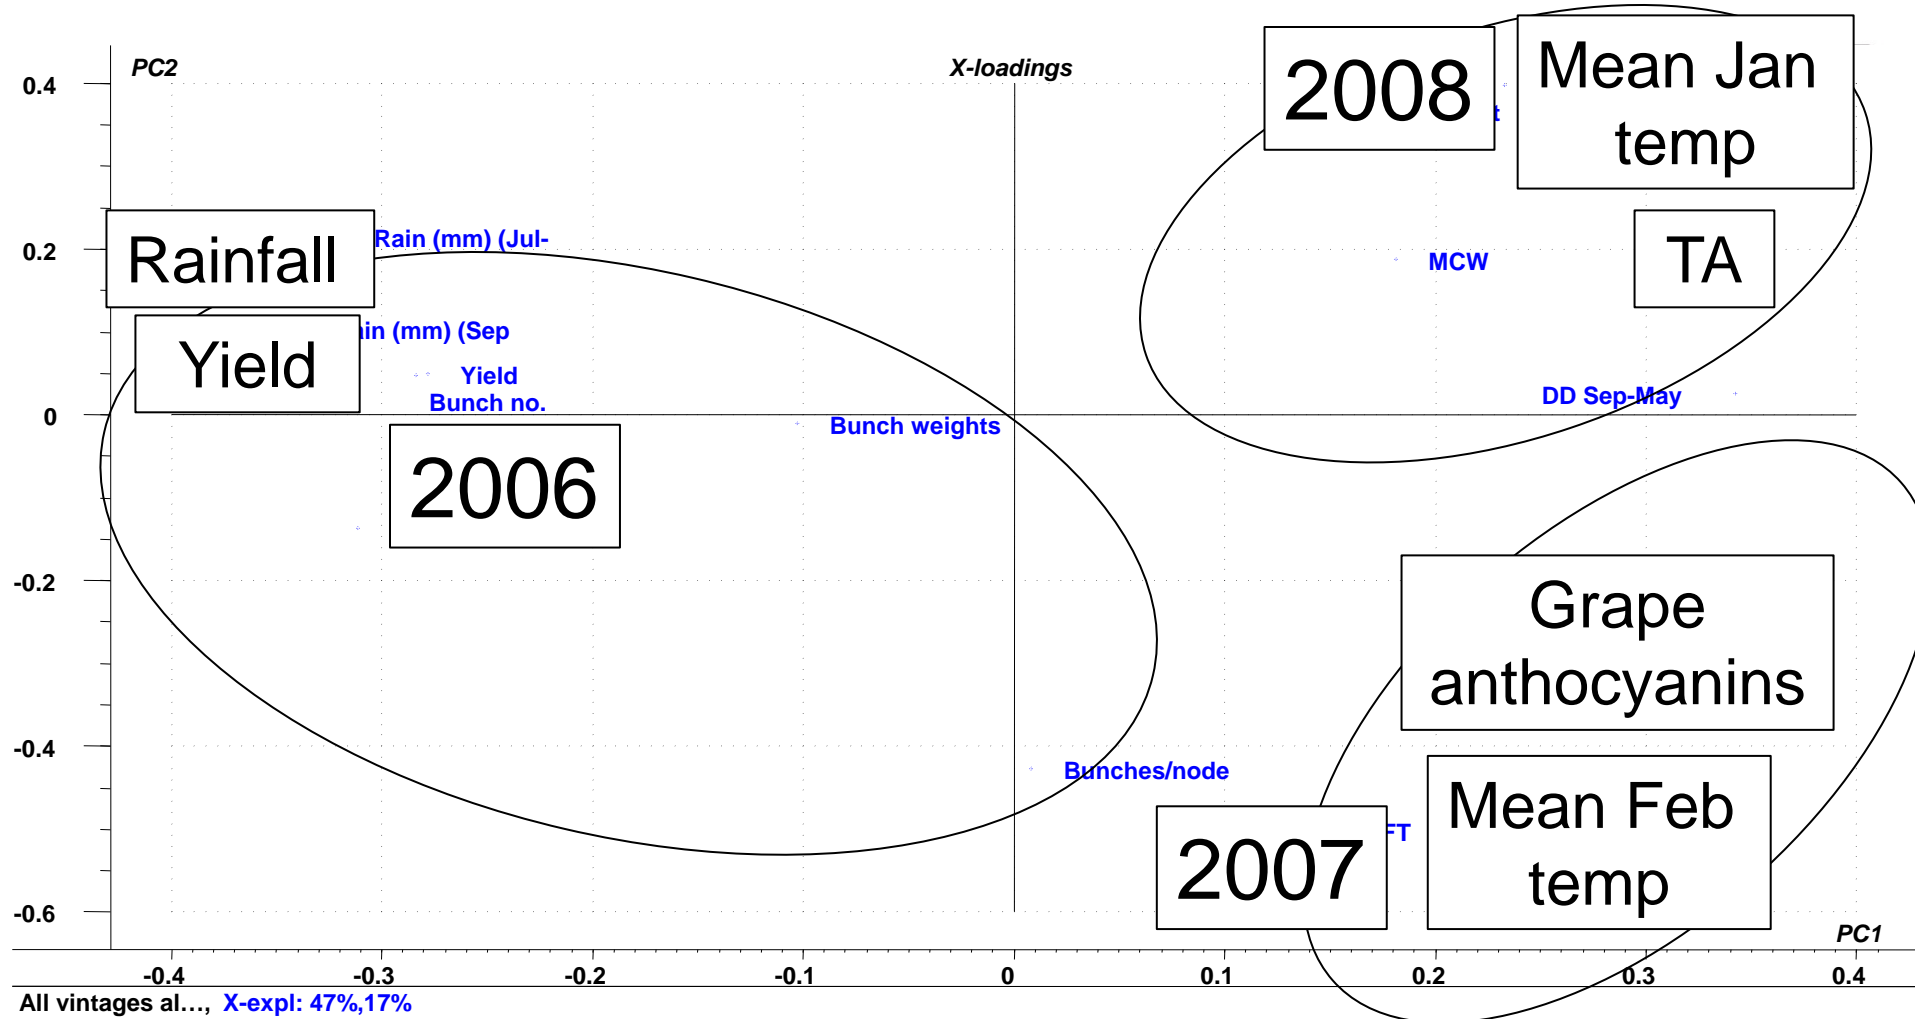 PC2
X-loadings
0.4
0.2
0
-0.2
-0.4
-0.6
2008
Mean Jan
temp
t
Rainfall
Rain (mm) (Jul-
MCW
TA
Yield
in (mm) (Sep
Yield
Bunch no.
DD Sep-May
Bunch weights
2006
Grape
anthocyanins
Bunches/node
Mean Feb
temp
2007
FT
PC1
-0.4 -0.3 -0.2 -0.1 0 0.1 0.2 0.3 0.4
All vintages al…, X-expl: 47%,17%